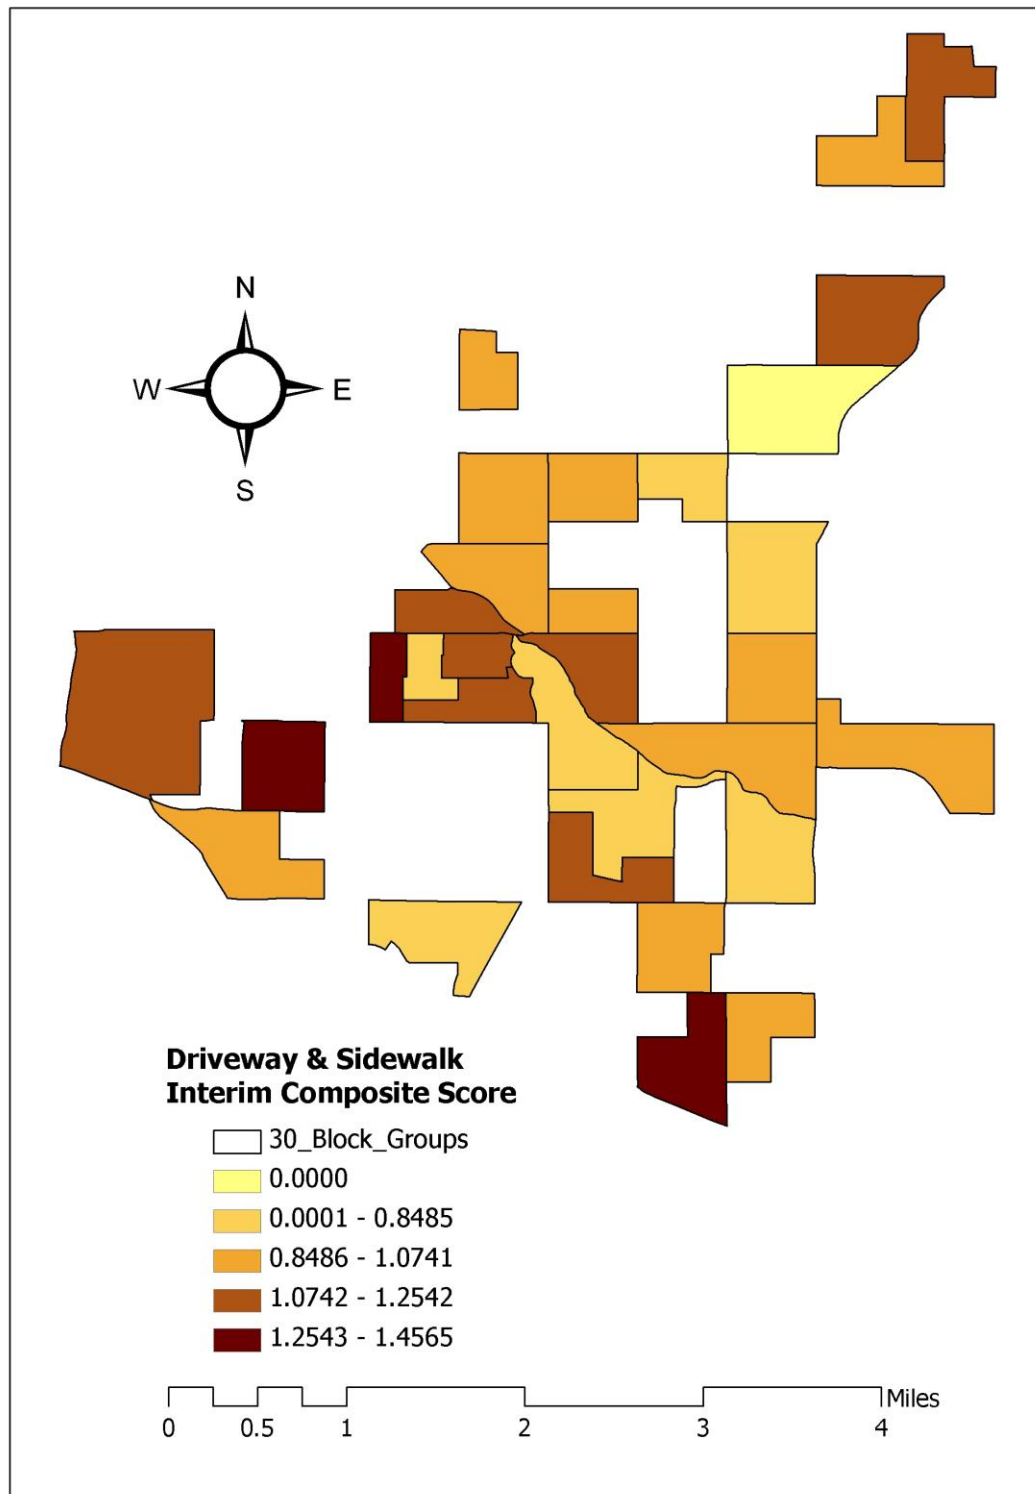 N
W E
S
Driveway & Sidewalk
Interim Composite Score
30_Block_Groups
0.0000
0.0001 - 0.8485
0.8486 - 1.0741
1.0742 - 1.2542
1.2543 - 1.4565
Miles
0 0.5 1 2 3 4